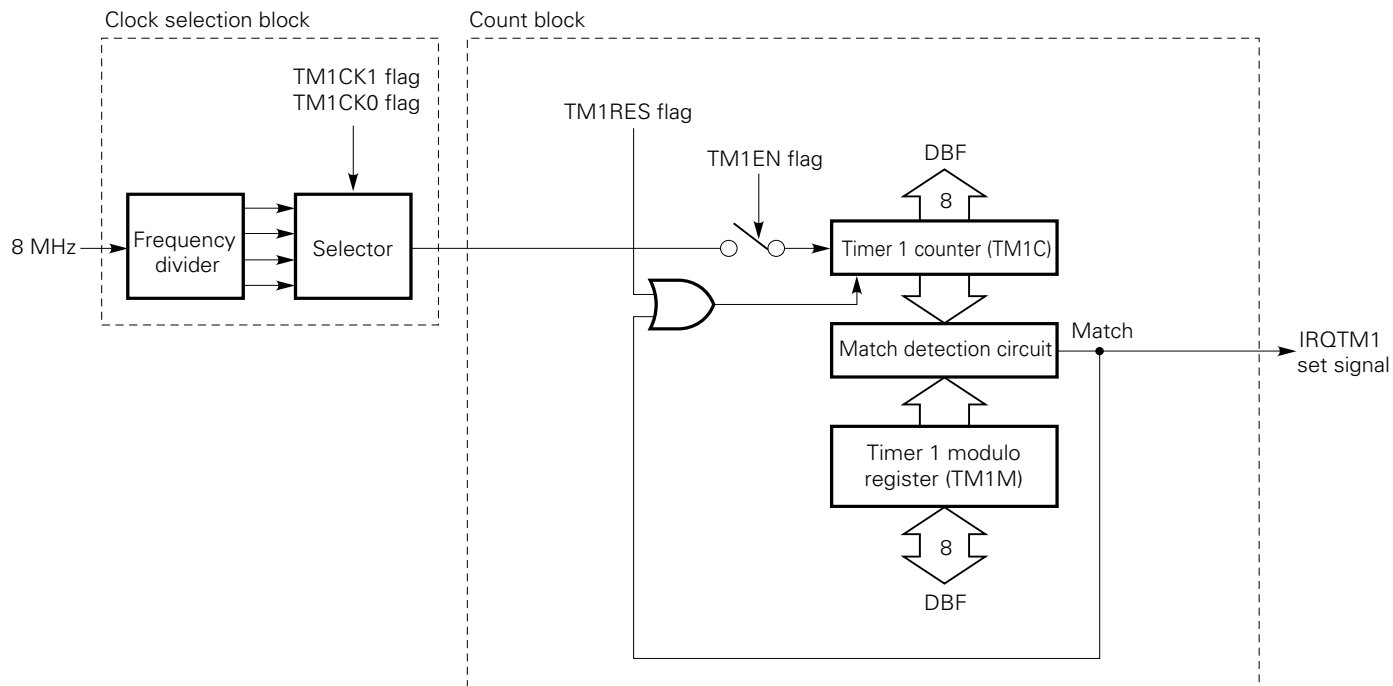 Clock selection block
Count block
TM1CK1 flag
TM1CK0 flag
TM1RES flag
TM1EN flag
DBF
8
8 MHz
Frequency
divider
Selector
Timer 1 counter (TM1C)
Match detection circuit
Match
IRQTM1
set signal
Timer 1 modulo
register (TM1M)
8
DBF